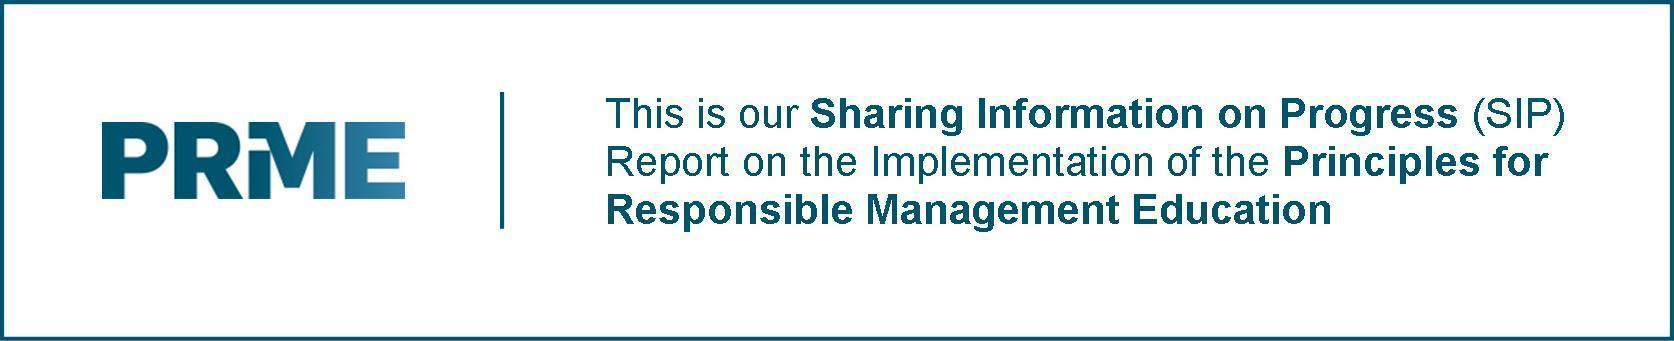 PRME
This is our Sharing Information on Progress (SIP)
Report on the Implementation of the Principles for
Responsible Management Education